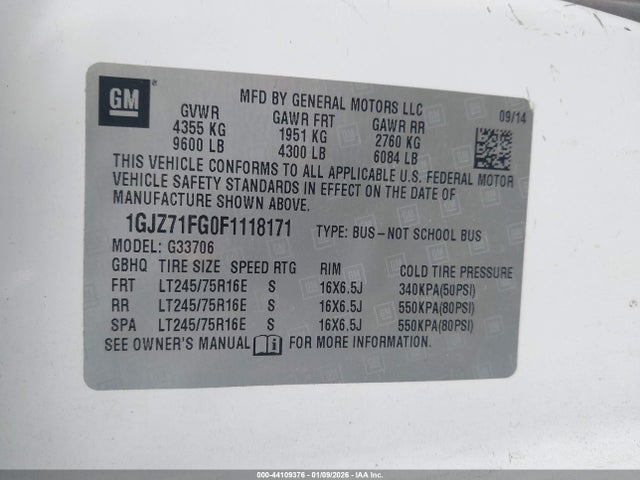 GM
MFD BY GENERAL MOTORS LLC
09/14
GVWR GAWR FRT GAWR RR
4355 KG 1951 KG 2760 KG
9600 LB 4300 LB 6084 LB
THIS VEHICLE CONFORMS TO ALL APPLICABLE U.S. FEDERAL MOTOR
VEHICLE SAFETY STANDARDS IN EFFECT ON THE DATE OF
MANUFACTURE SHOWN ABOVE.
1GJZ71FG0F1118171 TYPE: BUS-NOT SCHOOL BUS
MODEL: G33706
GBHQ TIRE SIZE SPEED RTG RIM COLD TIRE PRESSURE
FRT LT245/75R16E S 16X6.5J 340KPA(50PSI)
RR LT245/75R16E S 16X6.5J 550KPA(80PSI)
SPA LT245/75R16E S 16X6.5J 550KPA(80PSI)
SEE OWNER'S MANUAL FOR MORE INFORMATION.
000-44109376 - 01/09/2026 - IAAI BRANCH